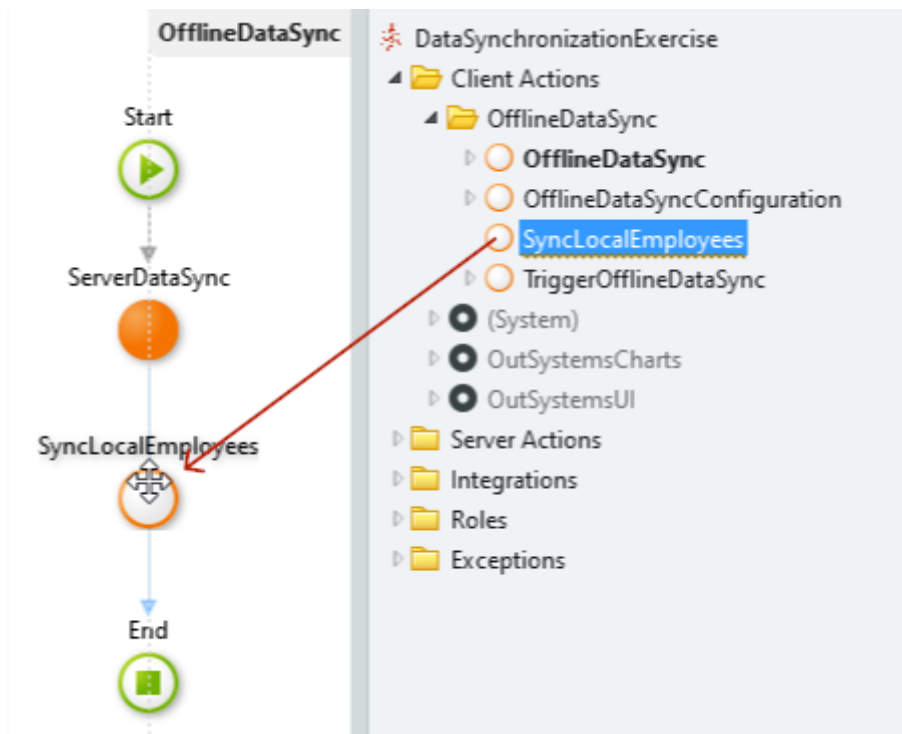 OfflineDataSync
Start
ServerDataSync
SyncLocalEmployees
End
DataSynchronizationExercise
Client Actions
OfflineDataSync
OfflineDataSync
OfflineDataSyncConfiguration
SyncLocalEmployees
TriggerOfflineDataSync
(System)
OutSystemsCharts
OutSystemsUI
Server Actions
Integrations
Roles
Exceptions